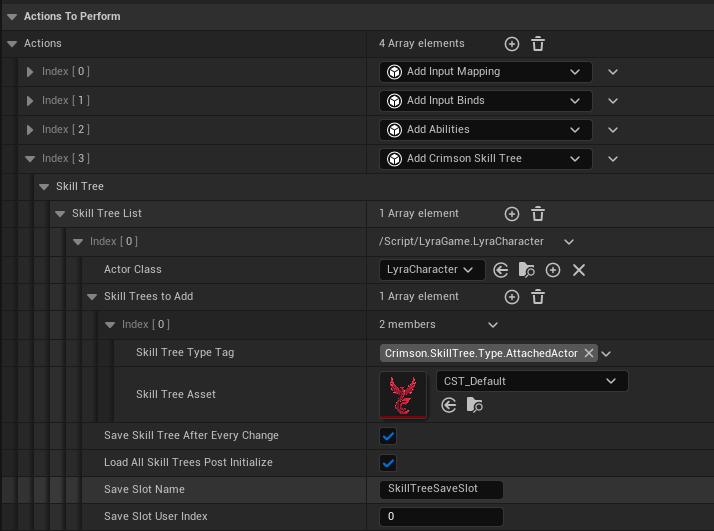 Actions To Perform
Actions 4 Array elements
Index [ 0 ] Add Input Mapping
Index [ 1 ] Add Input Binds
Index [ 2 ] Add Abilities
Index [ 3 ] Add Crimson Skill Tree
Skill Tree
Skill Tree List 1 Array element
Index [ 0 ] /Script/LyraGame.LyraCharacter
Actor Class LyraCharacter
Skill Trees to Add 1 Array element
Index [ 0 ] 2 members
Skill Tree Type Tag Crimson.SkillTree.Type.AttachedActor
Skill Tree Asset CST_Default
Save Skill Tree After Every Change
Load All Skill Trees Post Initialize
Save Slot Name SkillTreeSaveSlot
Save Slot User Index 0